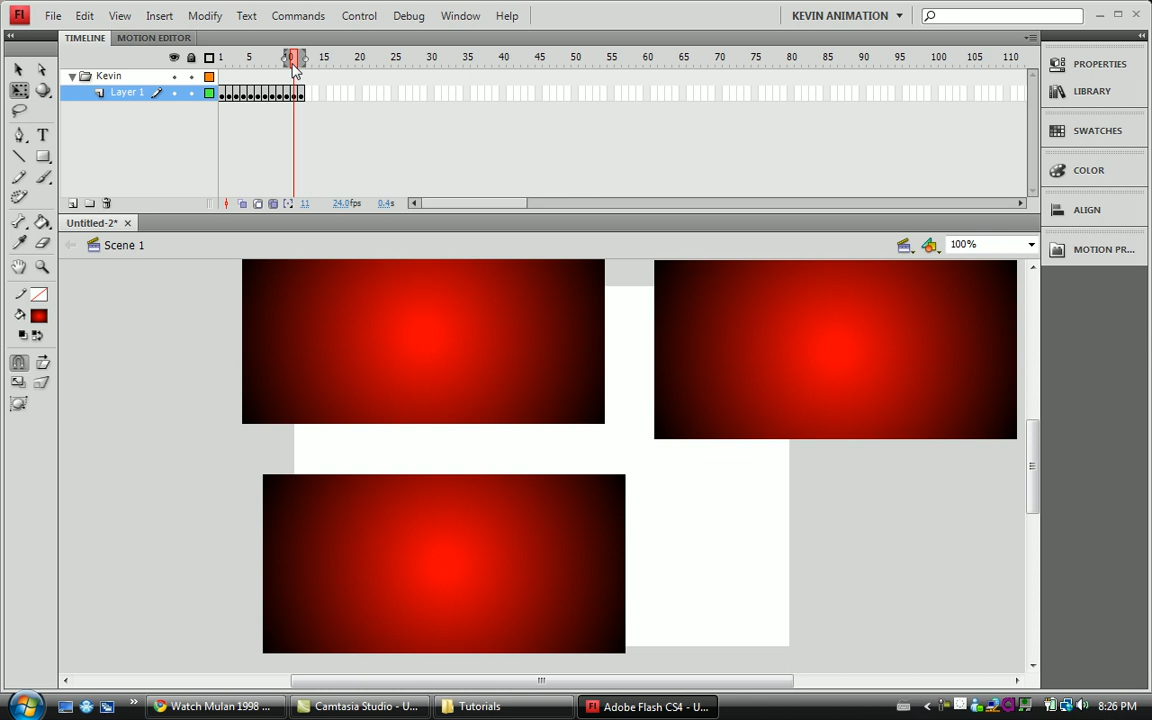 Fl File Edit View Insert Modify Text Commands Control Debug Window Help KEVIN ANIMATION
TIMELINE MOTION EDITOR
1 5 15 20 25 30 35 40 45 50 55 60 65 70 75 80 85 90 95 100 105 110
Kevin
Layer 1
11 24.0fps 0.4s
Untitled-2*
Scene 1 100%
PROPERTIES
LIBRARY
SWATCHES
COLOR
ALIGN
MOTION PR...
T
Watch Mulan 1998 ... Camtasia Studio - U... Tutorials Fl Adobe Flash CS4 - U... 8:26 PM